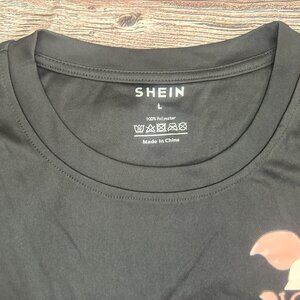 SHEIN
L
100% Polyester
Made in China